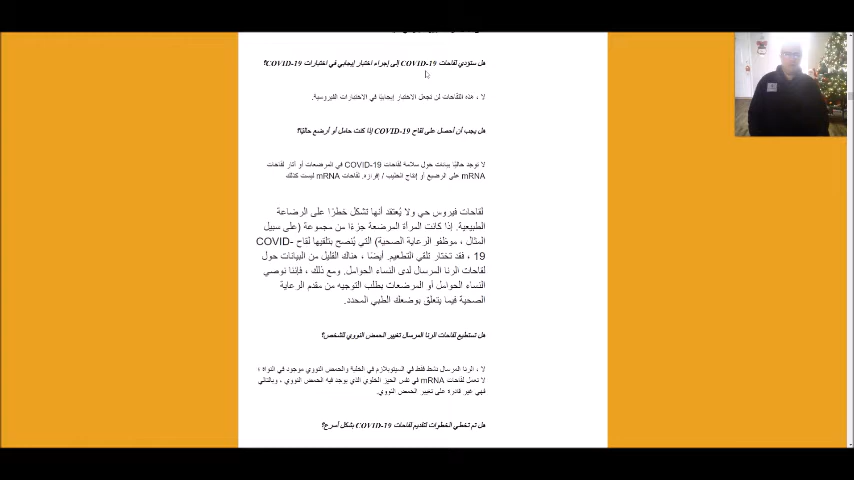 هل ستؤدي لقاحات COVID-19 إلى إجراء اختبار إيجابي في اختبارات COVID-19؟
لا ، هذه اللقاحات لن تجعل الاختبار إيجابيًا في الاختبارات الفيروسية.
هل يجب أن أحصل على لقاح COVID-19 إذا كنت حامل أو أرضع حاليًا؟
لا توجد حاليًا بيانات حول سلامة لقاحات COVID-19 في المرضعات أو آثار لقاحات
mRNA على الرضيع أو إنتاج الحليب / إفرازه. لقاحات mRNA ليست كذلك
لقاحات فيروس حي ولا يُعتقد أنها تشكل خطرًا على الرضاعة
الطبيعية. إذا كانت المرأة المرضعة جزءًا من مجموعة (على سبيل
المثال ، موظفو الرعاية الصحية) التي يُنصح بتلقيها لقاح COVID-
19 ، فقد تختار تلقي التطعيم. أيضًا ، هناك القليل من البيانات حول
لقاحات الرنا المرسال لدى النساء الحوامل. ومع ذلك ، فإننا نوصي
النساء الحوامل أو المرضعات بطلب التوجيه من مقدم الرعاية
الصحية فيما يتعلق بوضعك الطبي المحدد.
هل تستطيع لقاحات الرنا المرسال تغيير الحمض النووي للشخص؟
لا ، الرنا المرسال نشط فقط في السيتوبلازم في الخلية والحمض النووي موجود في النواة ؛
لا تعمل لقاحات mRNA في نفس الحيز الخلوي الذي يوجد فيه الحمض النووي ، وبالتالي
فهي غير قادرة على تغيير الحمض النووي.
هل تم تخطي الخطوات لتقديم لقاحات COVID-19 بشكل أسرع؟